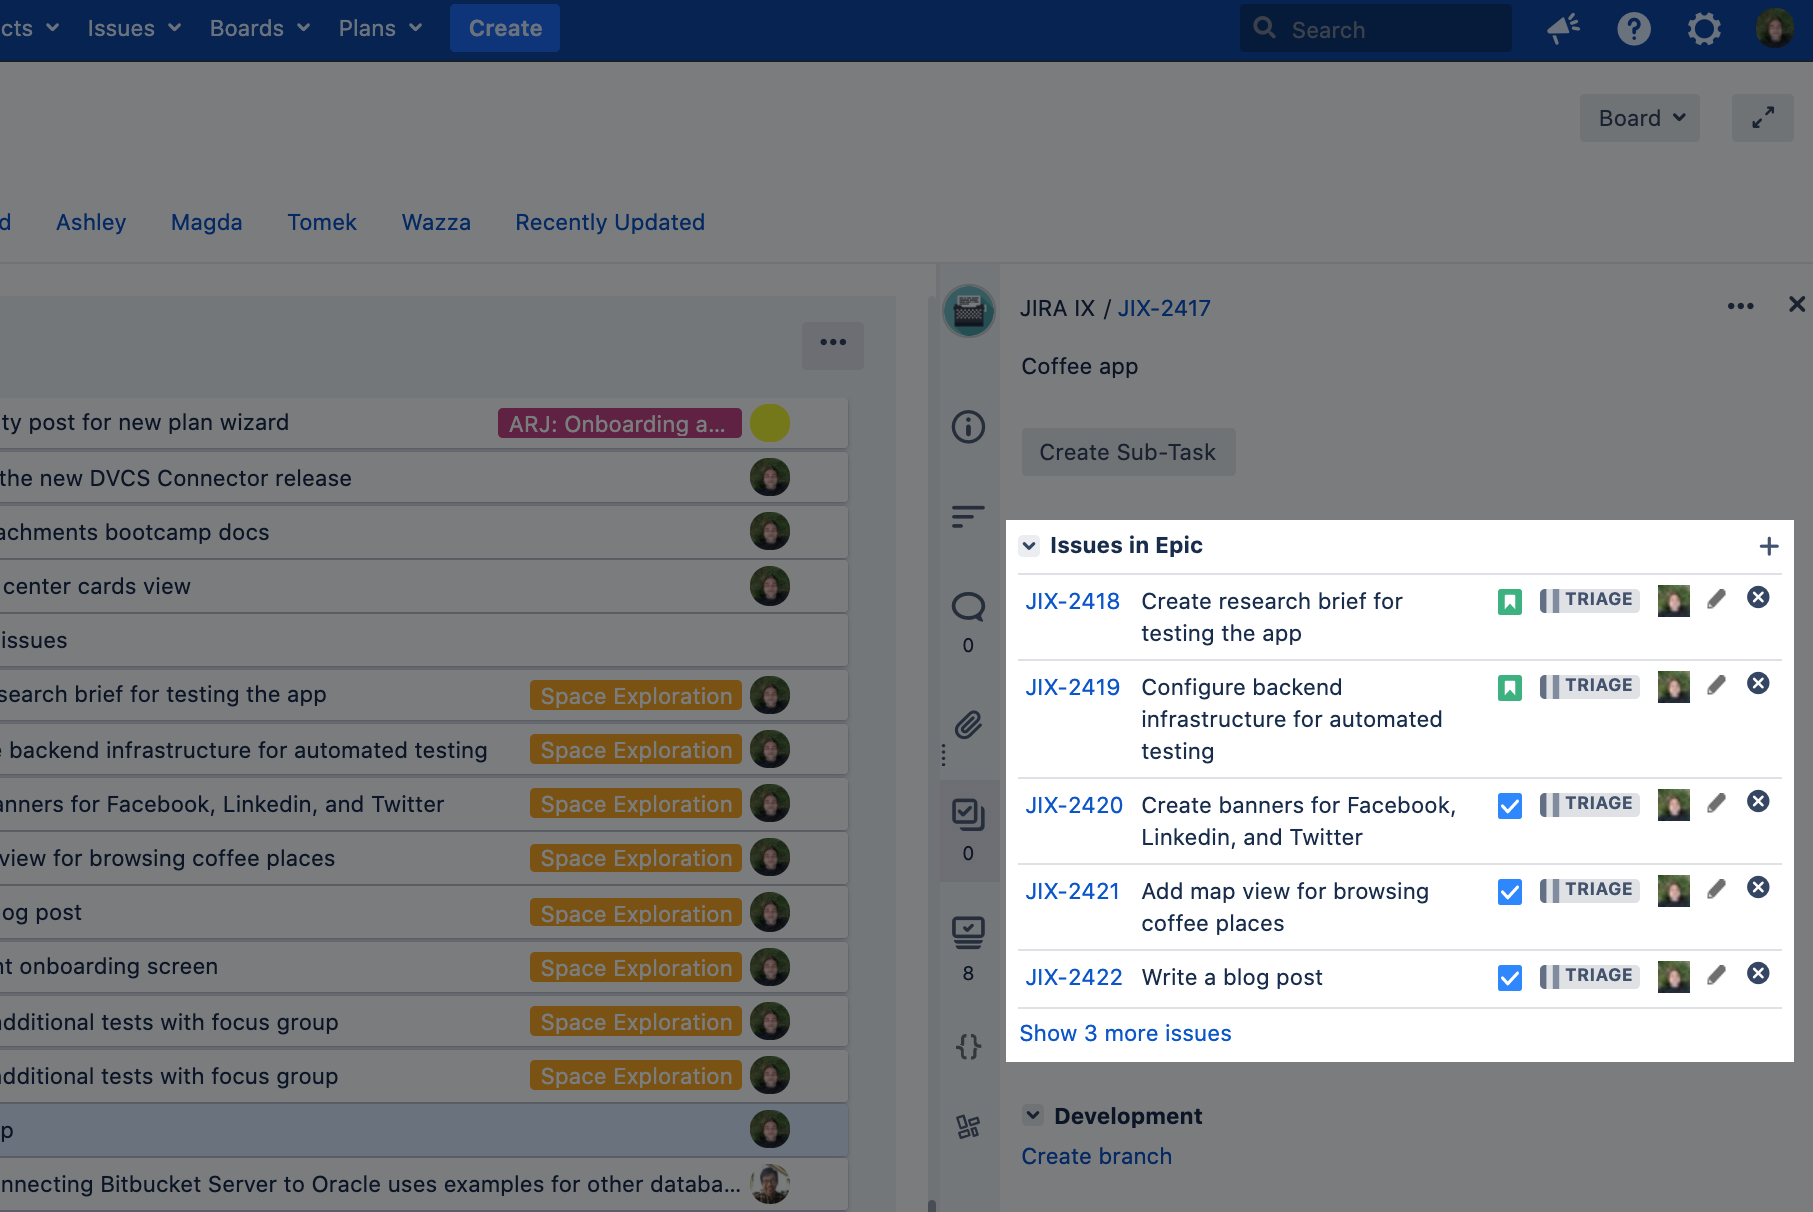 cts Issues Boards Plans Create Search
Board
d Ashley Magda Tomek Wazza Recently Updated
ty post for new plan wizard ARJ: Onboarding a...
the new DVCS Connector release
achments bootcamp docs
center cards view
issues
search brief for testing the app Space Exploration
e backend infrastructure for automated testing Space Exploration
anners for Facebook, Linkedin, and Twitter Space Exploration
view for browsing coffee places Space Exploration
log post Space Exploration
nt onboarding screen Space Exploration
additional tests with focus group Space Exploration
additional tests with focus group Space Exploration
p
nnecting Bitbucket Server to Oracle uses examples for other databa...
0
0
8
JIRA IX / JIX-2417
Coffee app
Create Sub-Task
Issues in Epic
JIX-2418 Create research brief for TRIAGE
testing the app
JIX-2419 Configure backend TRIAGE
infrastructure for automated
testing
JIX-2420 Create banners for Facebook, TRIAGE
Linkedin, and Twitter
JIX-2421 Add map view for browsing TRIAGE
coffee places
JIX-2422 Write a blog post TRIAGE
Show 3 more issues
Development
Create branch